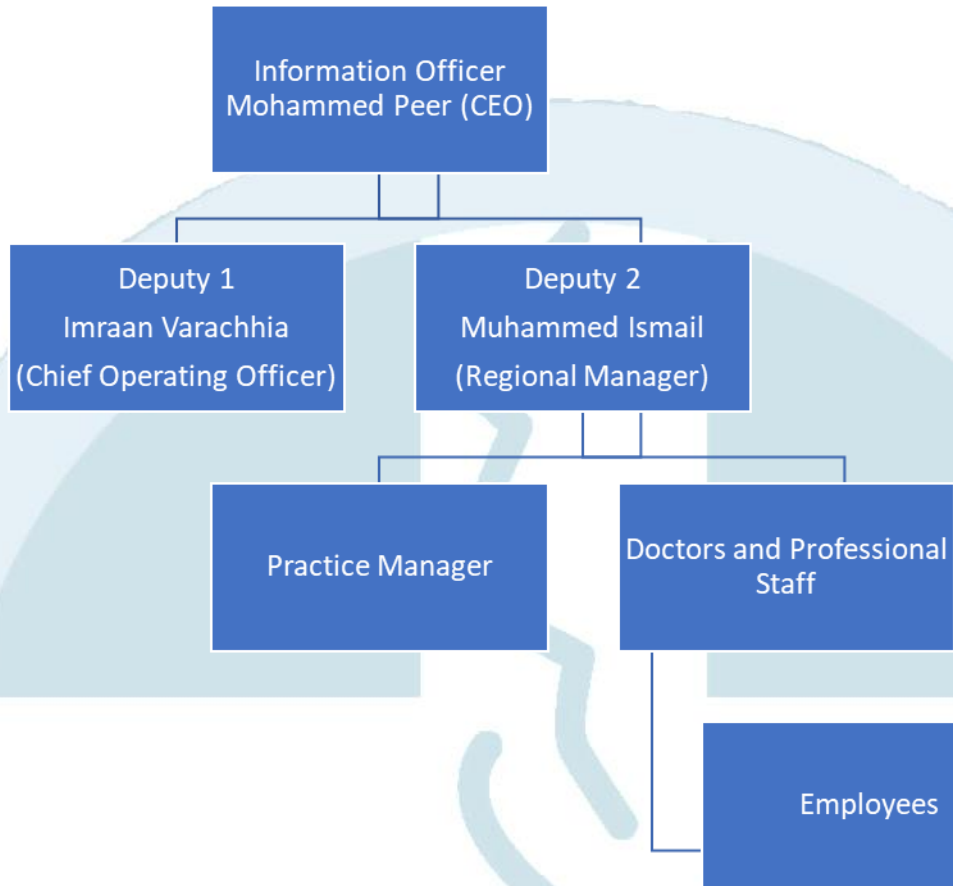 Information Officer
Mohammed Peer (CEO)
Deputy 1
Imraan Varachhia
(Chief Operating Officer)
Deputy 2
Muhammed Ismail
(Regional Manager)
Practice Manager
Doctors and Professional
Staff
Employees